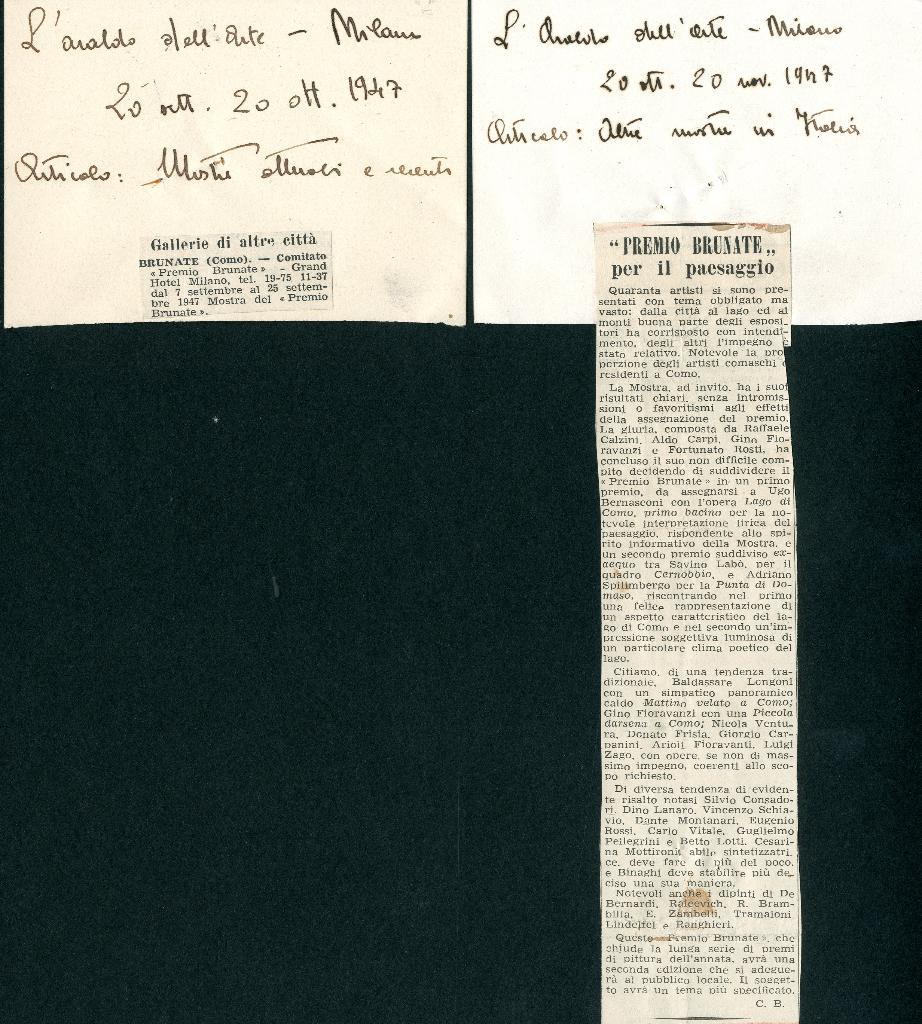 L'araldo dell'Arte - Milano
20 sett. 20 ott. 1947
Articolo: Mostre attuali e recenti
Gallerie di altre città
BRUNATE (Como). — Comitato
«Premio Brunate» - Grand
Hotel Milano, tel. 19-75 11-37
dal 7 settembre al 25 settem-
bre 1947 Mostra del «Premio
Brunate».
L'Araldo dell'arte - Milano
20 ott. 20 nov. 1947
Articolo: Altre mostre in Italia
“PREMIO BRUNATE„
per il paesaggio
Quaranta artisti si sono pre-
sentati con tema obbligato ma
vasto: dalla città al lago ed ai
monti buona parte degli esposi-
tori ha corrisposto con intendi-
mento, degli altri l'impegno è
stato relativo. Notevole la pro-
porzione degli artisti comaschi o
residenti a Como.
La Mostra, ad invito, ha i suoi
risultati chiari, senza intromis-
sioni o favoritismi agli effetti
della assegnazione del premio.
La giuria, composta da Raffaele
Calzini, Aldo Carpi, Gino Fio-
ravanzi e Fortunato Rosti, ha
concluso il suo non difficile com-
pito decidendo di suddividere il
«Premio Brunate» in un primo
premio, da assegnarsi a Ugo
Bernasconi con l'opera Lago di
Como, primo bacino per la no-
tevole interpretazione lirica del
paesaggio, rispondente allo spi-
rito informativo della Mostra, e
un secondo premio suddiviso ex-
aequo tra Savino Labò, per il
quadro Cernobbio, e Adriano
Spilimbergo per la Punta di Do-
maso, riscontrando nel primo
una felice rappresentazione di
un aspetto caratteristico del la-
go di Como e nel secondo un'im-
pressione soggettiva luminosa di
un particolare clima poetico del
lago.
Citiamo, di una tendenza tra-
dizionale, Baldassare Longoni
con un simpatico panoramico
caldo Mattino velato a Como;
Gino Fioravanzi con una Piccola
darsena a Como; Nicola Ventu-
ra, Donato Frisia, Giorgio Car-
panini, Arioli Fioravanti, Luigi
Zago, con opere, se non di mas-
simo impegno, coerenti allo sco-
po richiesto.
Di diversa tendenza di eviden-
te risalto notasi Silvio Consado-
ri, Dino Lanaro, Vincenzo Schia-
vio, Dante Montanari, Eugenio
Rossi, Carlo Vitale, Guglielmo
Pellegrini e Betto Lotti. Cesari-
na Mottironi abile sintetizzatri-
ce, deve fare di più del poco,
e Binaghi deve stabilire più de-
ciso una sua maniera.
Notevoli anche i dipinti di De
Bernardi, Raicevich, R. Bram-
billa, E. Zambelli, Tramaloni
Lindeltel e Ranghieri.
Questo «Premio Brunate», che
chiude la lunga serie di premi
di pittura dell'annata, avrà una
seconda edizione che si adegue-
rà al pubblico locale. Il sogget-
to avrà un tema più specificato.
C. B.